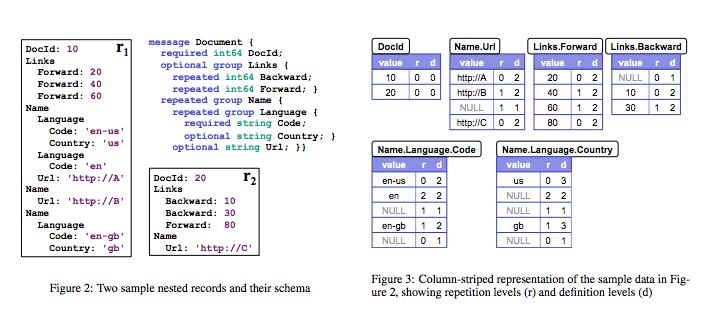 DocId: 10 r1
Links
Forward: 20
Forward: 40
Forward: 60
Name
Language
Code: 'en-us'
Country: 'us'
Language
Code: 'en'
Url: 'http://A'
Name
Url: 'http://B'
Name
Language
Code: 'en-gb'
Country: 'gb'
message Document {
required int64 DocId;
optional group Links {
repeated int64 Backward;
repeated int64 Forward; }
repeated group Name {
repeated group Language {
required string Code;
optional string Country; }
optional string Url; }}
DocId: 20 r2
Links
Backward: 10
Backward: 30
Forward: 80
Name
Url: 'http://C'
Figure 2: Two sample nested records and their schema
DocId
value r d
10 0 0
20 0 0
Name.Url
value r d
http://A 0 2
http://B 1 2
NULL 1 1
http://C 0 2
Links.Forward
value r d
20 0 2
40 1 2
60 1 2
80 0 2
Links.Backward
value r d
NULL 0 1
10 0 2
30 1 2
Name.Language.Code
value r d
en-us 0 2
en 2 2
NULL 1 1
en-gb 1 2
NULL 0 1
Name.Language.Country
value r d
us 0 3
NULL 2 2
NULL 1 1
gb 1 3
NULL 0 1
Figure 3: Column-striped representation of the sample data in Fig-
ure 2, showing repetition levels (r) and definition levels (d)